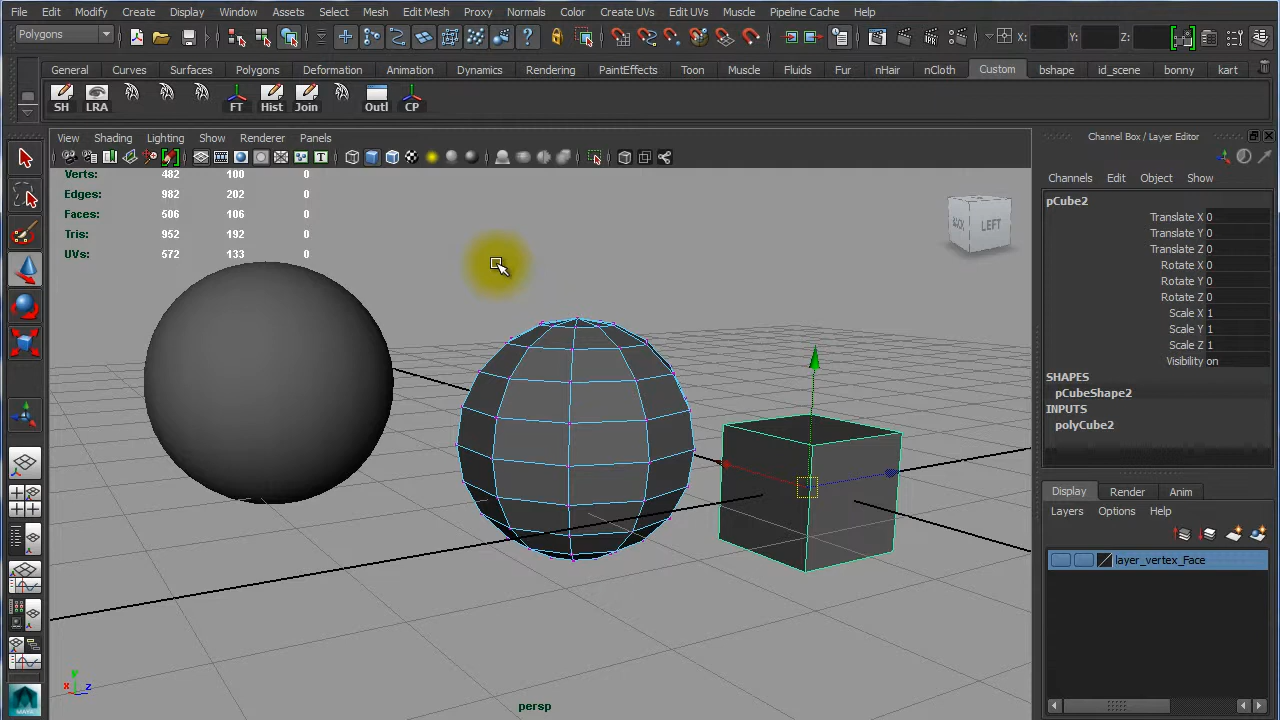 File Edit Modify Create Display Window Assets Select Mesh Edit Mesh Proxy Normals Color Create UVs Edit UVs Muscle Pipeline Cache Help
Polygons X: Y: Z:
General Curves Surfaces Polygons Deformation Animation Dynamics Rendering PaintEffects Toon Muscle Fluids Fur nHair nCloth Custom bshape id_scene bonny kart
SH LRA FT Hist Join Outl CP
View Shading Lighting Show Renderer Panels
Verts: 482 100 0
Edges: 982 202 0
Faces: 506 106 0
Tris: 952 192 0
UVs: 572 133 0
BACK LEFT
persp
y
x z
Channel Box / Layer Editor
Channels Edit Object Show
pCube2
Translate X 0
Translate Y 0
Translate Z 0
Rotate X 0
Rotate Y 0
Rotate Z 0
Scale X 1
Scale Y 1
Scale Z 1
Visibility on
SHAPES
pCubeShape2
INPUTS
polyCube2
Display Render Anim
Layers Options Help
layer_vertex_Face